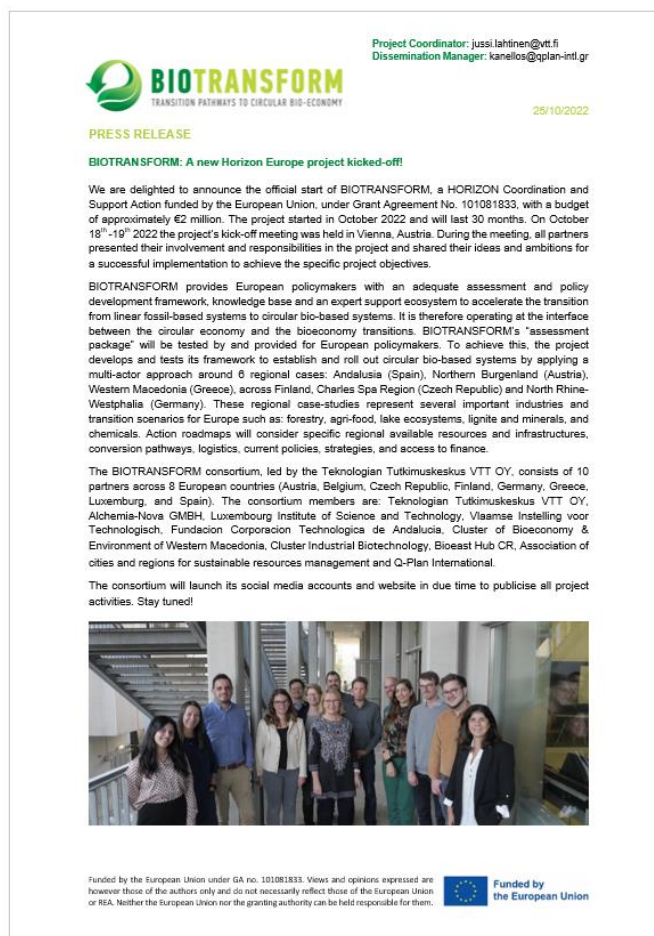 Project Coordinator: jussi.lahtinen@vtt.fi
Dissemination Manager: kanellos@qplan-intl.gr
BIOTRANSFORM
TRANSITION PATHWAYS TO CIRCULAR BIO-ECONOMY
25/10/2022
PRESS RELEASE
BIOTRANSFORM: A new Horizon Europe project kicked-off!
We are delighted to announce the official start of BIOTRANSFORM, a HORIZON Coordination and
Support Action funded by the European Union, under Grant Agreement No. 101081833, with a budget
of approximately €2 million. The project started in October 2022 and will last 30 months. On October
18th -19th 2022 the project's kick-off meeting was held in Vienna, Austria. During the meeting, all partners
presented their involvement and responsibilities in the project and shared their ideas and ambitions for
a successful implementation to achieve the specific project objectives.
BIOTRANSFORM provides European policymakers with an adequate assessment and policy
development framework, knowledge base and an expert support ecosystem to accelerate the transition
from linear fossil-based systems to circular bio-based systems. It is therefore operating at the interface
between the circular economy and the bioeconomy transitions. BIOTRANSFORM's "assessment
package" will be tested by and provided for European policymakers. To achieve this, the project
develops and tests its framework to establish and roll out circular bio-based systems by applying a
multi-actor approach around 6 regional cases: Andalusia (Spain), Northern Burgenland (Austria),
Western Macedonia (Greece), across Finland, Charles Spa Region (Czech Republic) and North Rhine-
Westphalia (Germany). These regional case-studies represent several important industries and
transition scenarios for Europe such as: forestry, agri-food, lake ecosystems, lignite and minerals, and
chemicals. Action roadmaps will consider specific regional available resources and infrastructures,
conversion pathways, logistics, current policies, strategies, and access to finance.
The BIOTRANSFORM consortium, led by the Teknologian Tutkimuskeskus VTT OY, consists of 10
partners across 8 European countries (Austria, Belgium, Czech Republic, Finland, Germany, Greece,
Luxemburg, and Spain). The consortium members are: Teknologian Tutkimuskeskus VTT OY,
Alchemia-Nova GMBH, Luxembourg Institute of Science and Technology, Vlaamse Instelling voor
Technologisch, Fundacion Corporacion Technologica de Andalucia, Cluster of Bioeconomy &
Environment of Western Macedonia, Cluster Industrial Biotechnology, Bioeast Hub CR, Association of
cities and regions for sustainable resources management and Q-Plan International.
The consortium will launch its social media accounts and website in due time to publicise all project
activities. Stay tuned!
Funded by the European Union under GA no. 101081833. Views and opinions expressed are
however those of the authors only and do not necessarily reflect those of the European Union
or REA. Neither the European Union nor the granting authority can be held responsible for them.
Funded by
the European Union